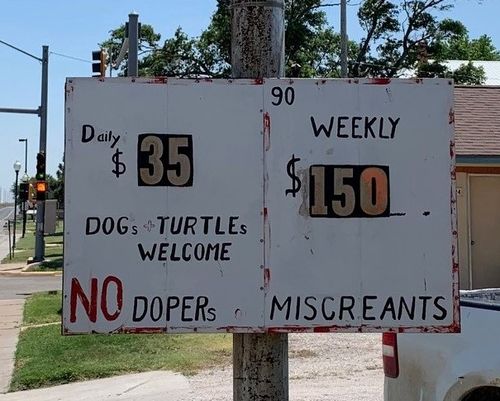 90
Daily
$ 35
WEEKLY
$ 150
DOGs + TURTLEs
WELCOME
NO DOPERs MISCREANTS